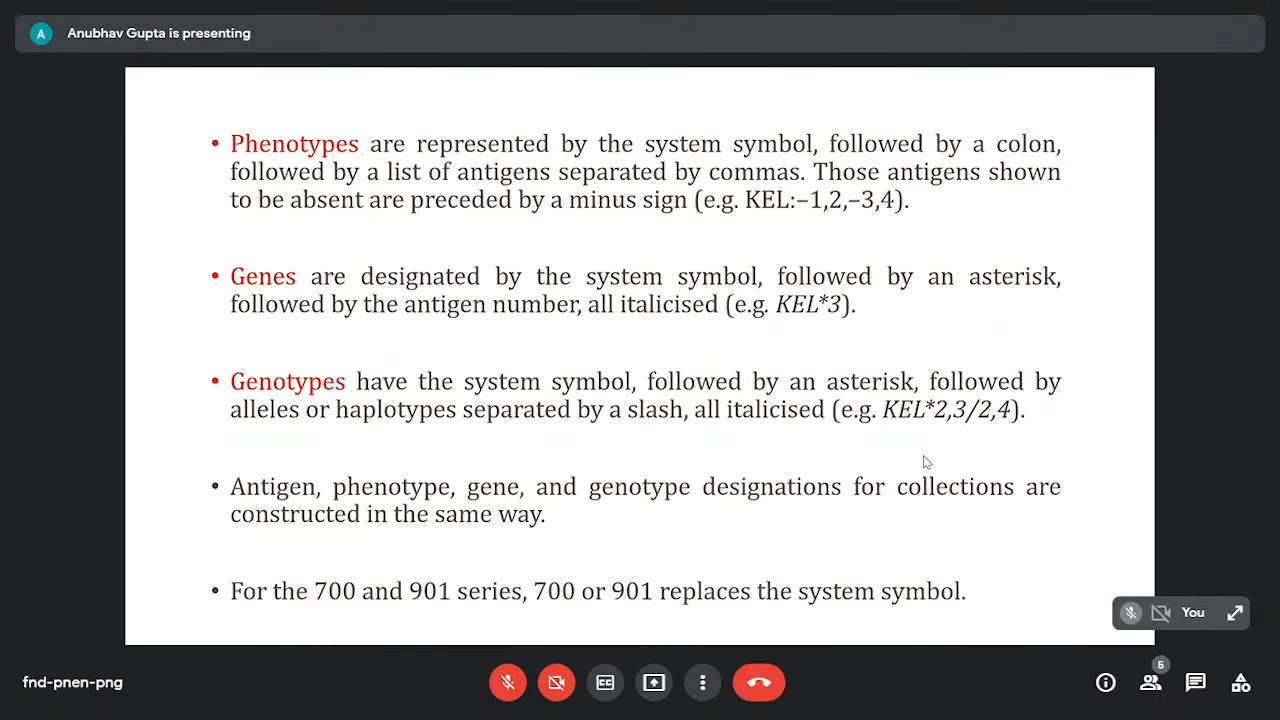 A Anubhav Gupta is presenting
• Phenotypes are represented by the system symbol, followed by a colon,
followed by a list of antigens separated by commas. Those antigens shown
to be absent are preceded by a minus sign (e.g. KEL:–1,2,–3,4).
• Genes are designated by the system symbol, followed by an asterisk,
followed by the antigen number, all italicised (e.g. KEL*3).
• Genotypes have the system symbol, followed by an asterisk, followed by
alleles or haplotypes separated by a slash, all italicised (e.g. KEL*2,3/2,4).
• Antigen, phenotype, gene, and genotype designations for collections are
constructed in the same way.
• For the 700 and 901 series, 700 or 901 replaces the system symbol.
You
fnd-pnen-png
CC
5